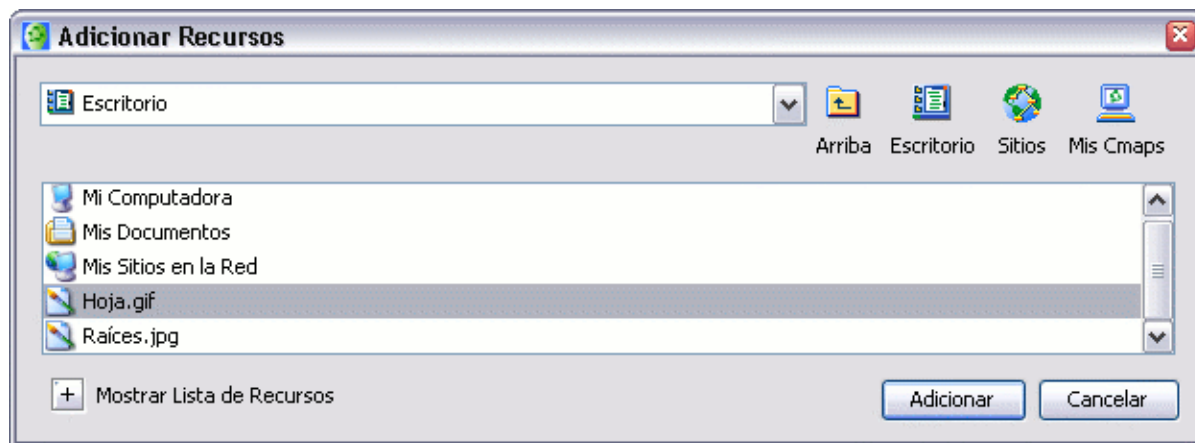 Adicionar Recursos
Escritorio
Arriba Escritorio Sitios Mis Cmaps
Mi Computadora
Mis Documentos
Mis Sitios en la Red
Hoja.gif
Raíces.jpg
+ Mostrar Lista de Recursos
Adicionar Cancelar